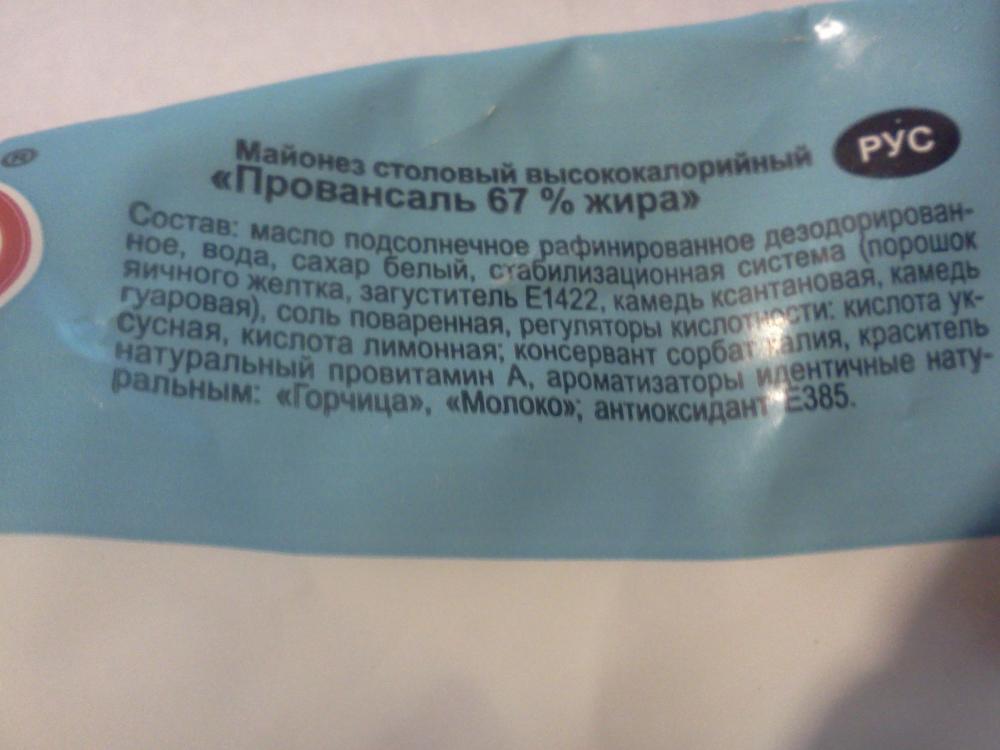 ®
РУС
Майонез столовый высококалорийный
«Провансаль 67 % жира»
Состав: масло подсолнечное рафинированное дезодорирован-
ное, вода, сахар белый, стабилизационная система (порошок
яичного желтка, загуститель Е1422, камедь ксантановая, камедь
гуаровая), соль поваренная, регуляторы кислотности: кислота ук-
сусная, кислота лимонная; консервант сорбат калия, краситель
натуральный провитамин А, ароматизаторы идентичные нату-
ральным: «Горчица», «Молоко»; антиоксидант Е385.